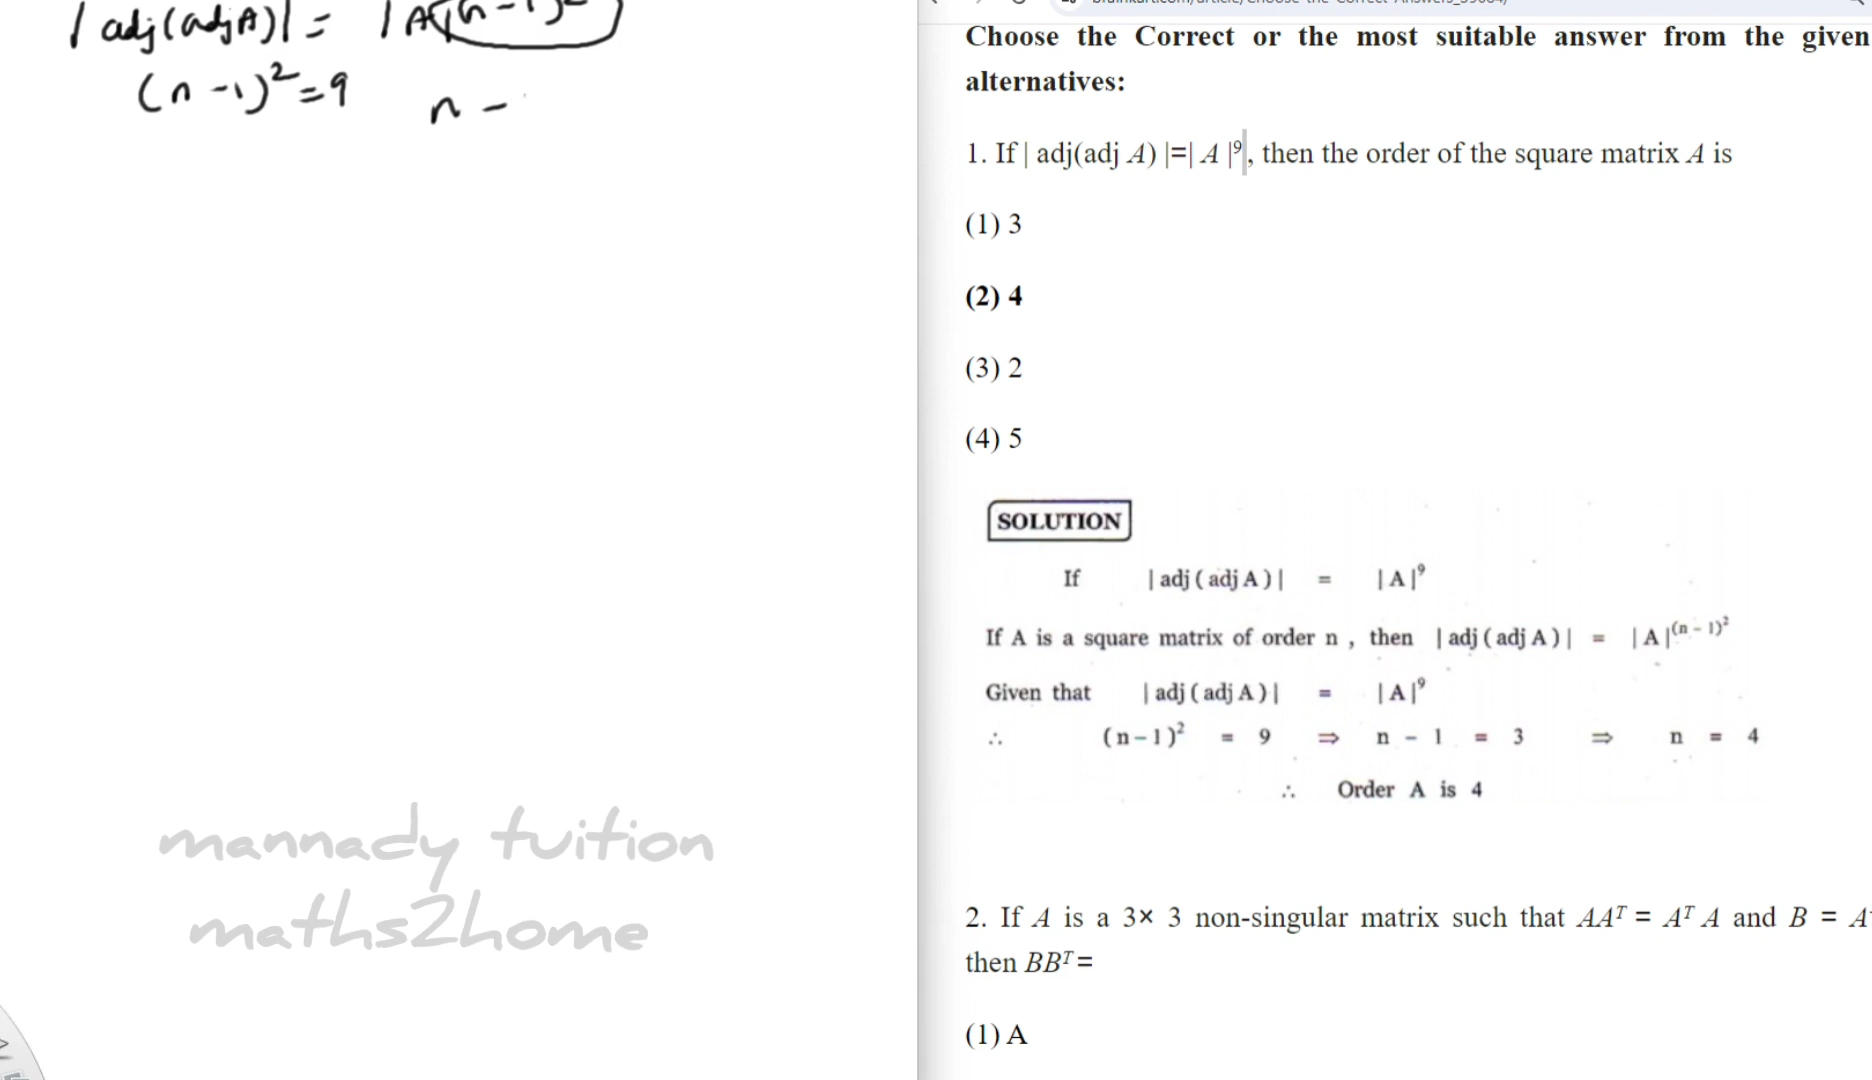 | adj(adjA)| = |A|(n-1)²
(n-1)²=9 n -
Choose the Correct or the most suitable answer from the given
alternatives:
1. If | adj(adj A) |=| A |⁹, then the order of the square matrix A is
(1) 3
(2) 4
(3) 2
(4) 5
SOLUTION
If | adj ( adj A ) | = | A |⁹
If A is a square matrix of order n , then | adj ( adj A ) | = | A |^(n – 1)²
Given that | adj ( adj A ) | = | A |⁹
∴ (n – 1)² = 9 ⇒ n – 1 = 3 ⇒ n = 4
∴ Order A is 4
mannady tuition
maths2home
2. If A is a 3× 3 non-singular matrix such that AAᵀ = Aᵀ A and B = A
then BBᵀ =
(1) A